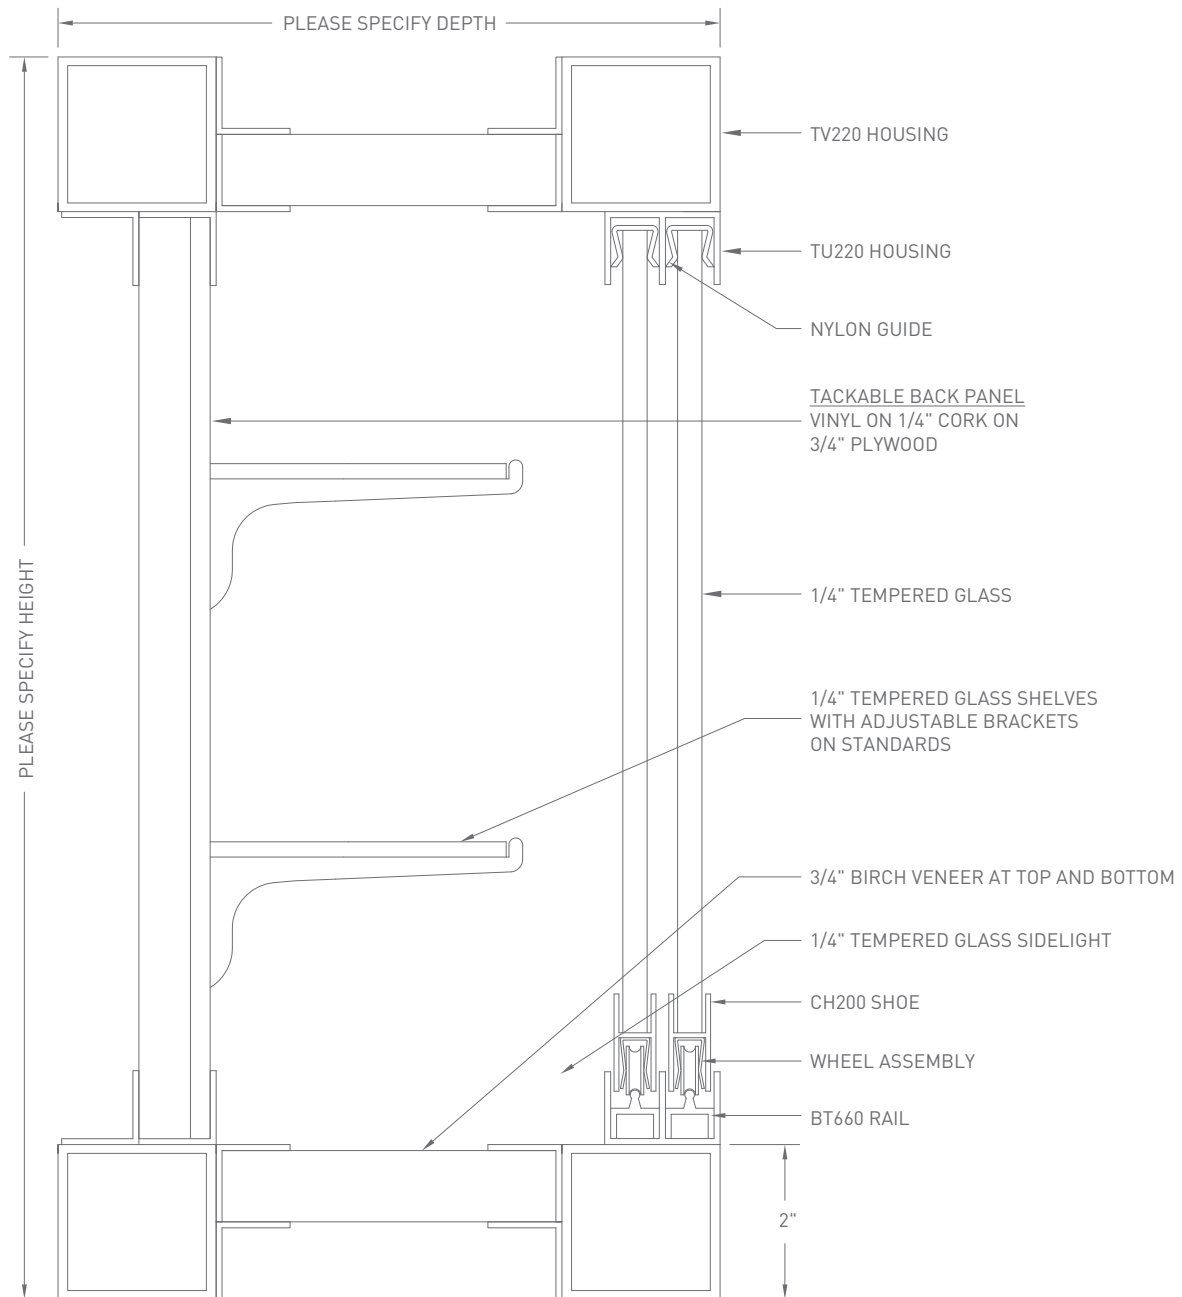 PLEASE SPECIFY DEPTH
TV220 HOUSING
TU220 HOUSING
NYLON GUIDE
TACKABLE BACK PANEL
VINYL ON 1/4" CORK ON
3/4" PLYWOOD
PLEASE SPECIFY HEIGHT
1/4" TEMPERED GLASS
1/4" TEMPERED GLASS SHELVES
WITH ADJUSTABLE BRACKETS
ON STANDARDS
3/4" BIRCH VENEER AT TOP AND BOTTOM
1/4" TEMPERED GLASS SIDELIGHT
CH200 SHOE
WHEEL ASSEMBLY
BT660 RAIL
2"